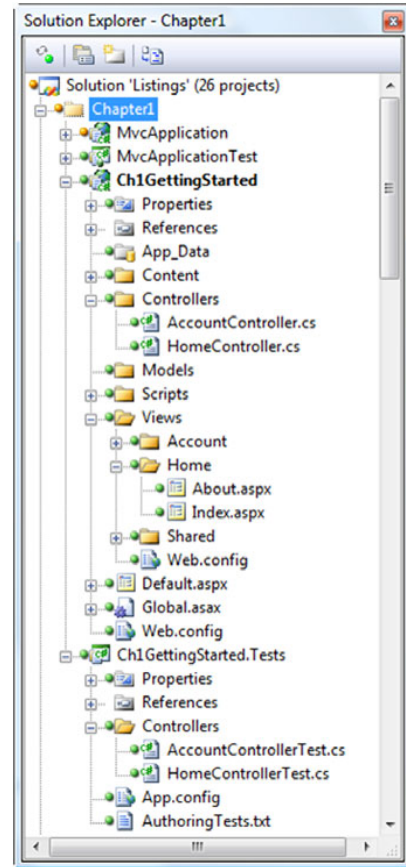 Solution Explorer - Chapter1
Solution 'Listings' (26 projects)
Chapter1
MvcApplication
MvcApplicationTest
Ch1GettingStarted
Properties
References
App_Data
Content
Controllers
AccountController.cs
HomeController.cs
Models
Scripts
Views
Account
Home
About.aspx
Index.aspx
Shared
Web.config
Default.aspx
Global.asax
Web.config
Ch1GettingStarted.Tests
Properties
References
Controllers
AccountControllerTest.cs
HomeControllerTest.cs
App.config
AuthoringTests.txt